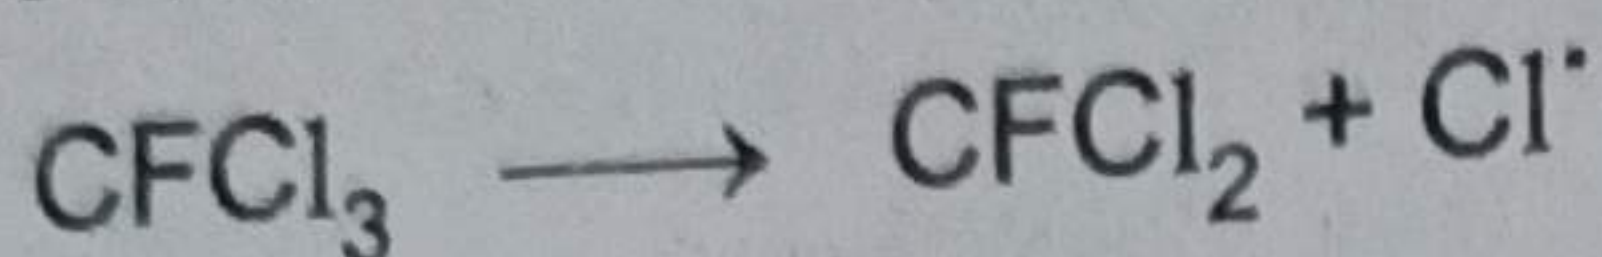 CFCl₃ ⟶ CFCl₂ + Cl˙